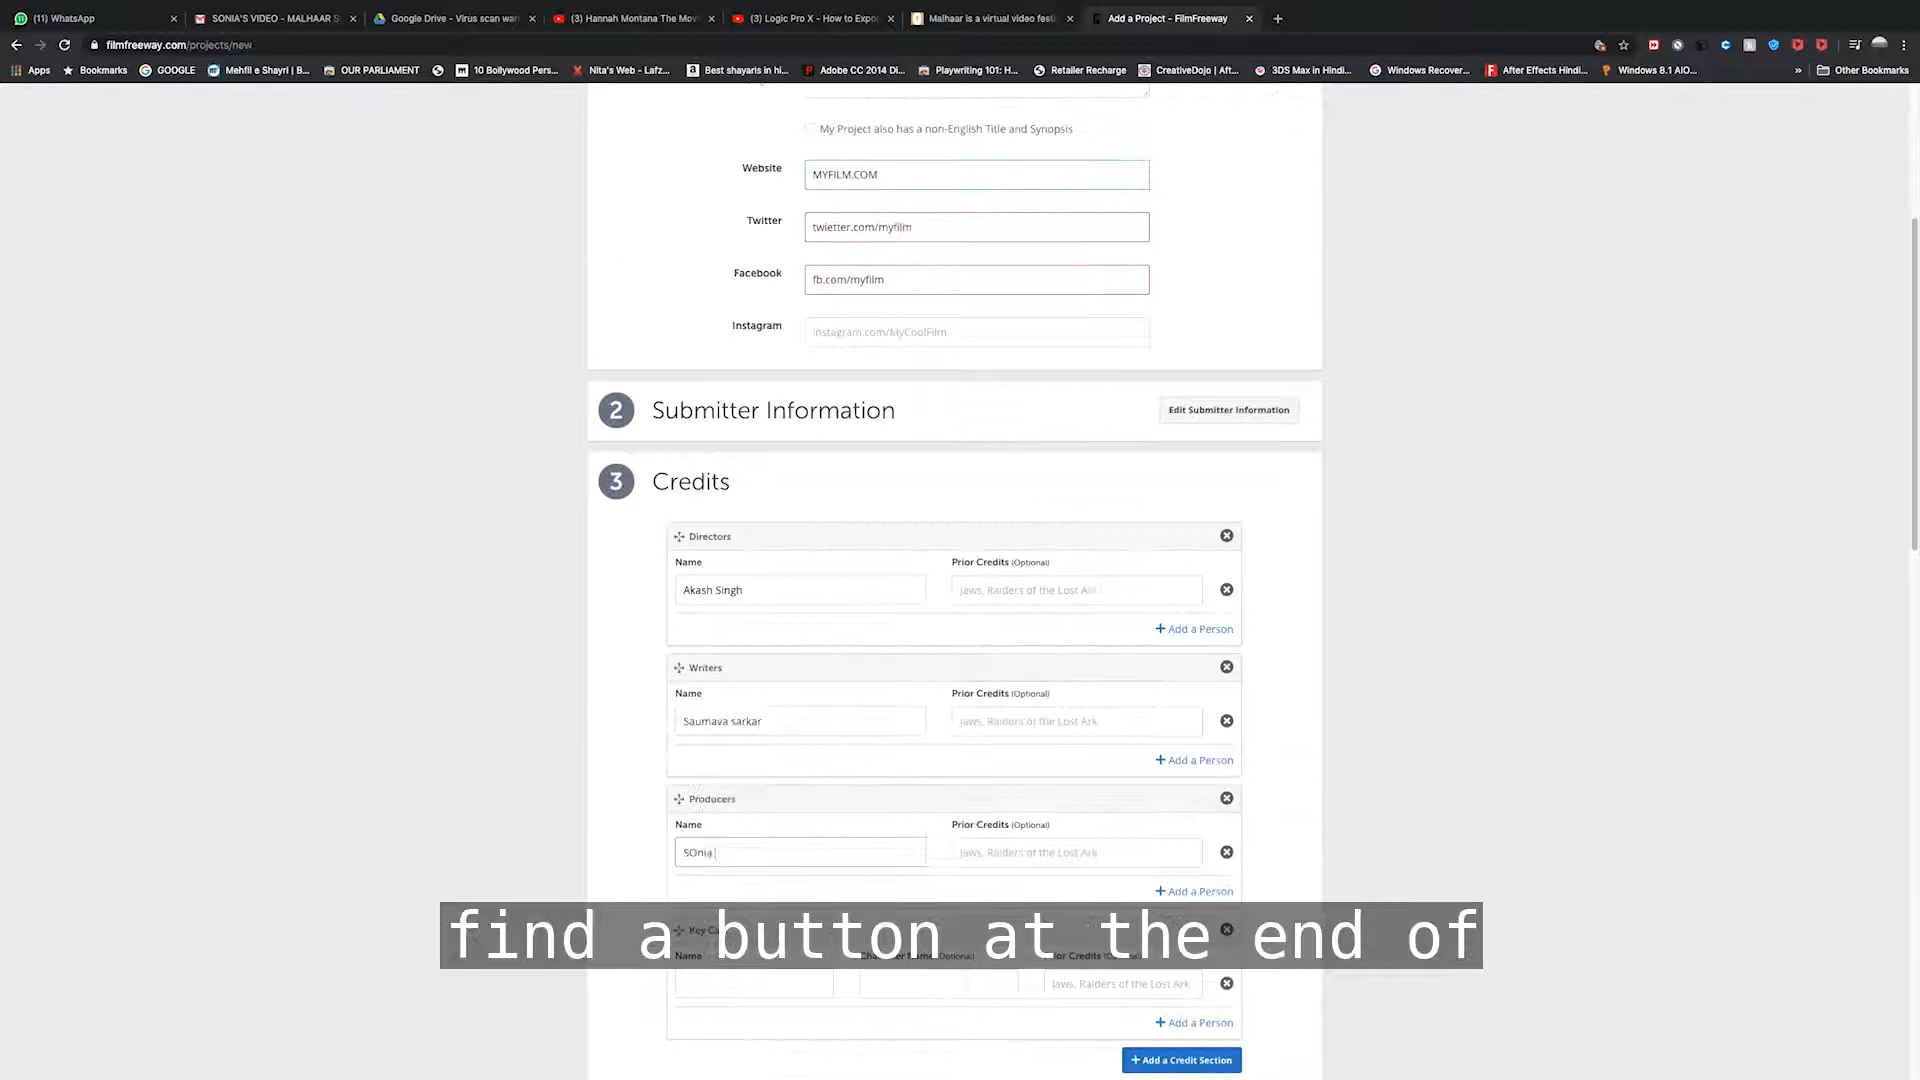 (11) WhatsApp
SONIA'S VIDEO - MALHAAR S
Google Drive - Virus scan war
(3) Hannah Montana The Mov
(3) Logic Pro X - How to Expo
Malhaar is a virtual video festi
Add a Project - FilmFreeway
filmfreeway.com/projects/new
Apps
Bookmarks
GOOGLE
Mehfil e Shayri | B...
OUR PARLIAMENT
10 Bollywood Pers...
Nita's Web - Lafz...
Best shayaris in hi...
Adobe CC 2014 Di...
Playwriting 101: H...
Retailer Recharge
CreativeDojo | Aft...
3DS Max in Hindi...
Windows Recover...
After Effects Hindi...
Windows 8.1 AIO...
»
Other Bookmarks
My Project also has a non-English Title and Synopsis
Website
MYFILM.COM
Twitter
twietter.com/myfilm
Facebook
fb.com/myfilm
Instagram
Instagram.com/MyCoolFilm
2 Submitter Information
Edit Submitter Information
3 Credits
Directors
Name Prior Credits (Optional)
Akash Singh Jaws, Raiders of the Lost Ark
+ Add a Person
Writers
Name Prior Credits (Optional)
Saumava sarkar Jaws, Raiders of the Lost Ark
+ Add a Person
Producers
Name Prior Credits (Optional)
SOnia Jaws, Raiders of the Lost Ark
+ Add a Person
find a button at the end of
Key
Name (Optional) Prior Credits
Jaws, Raiders of the Lost Ark
+ Add a Person
+ Add a Credit Section